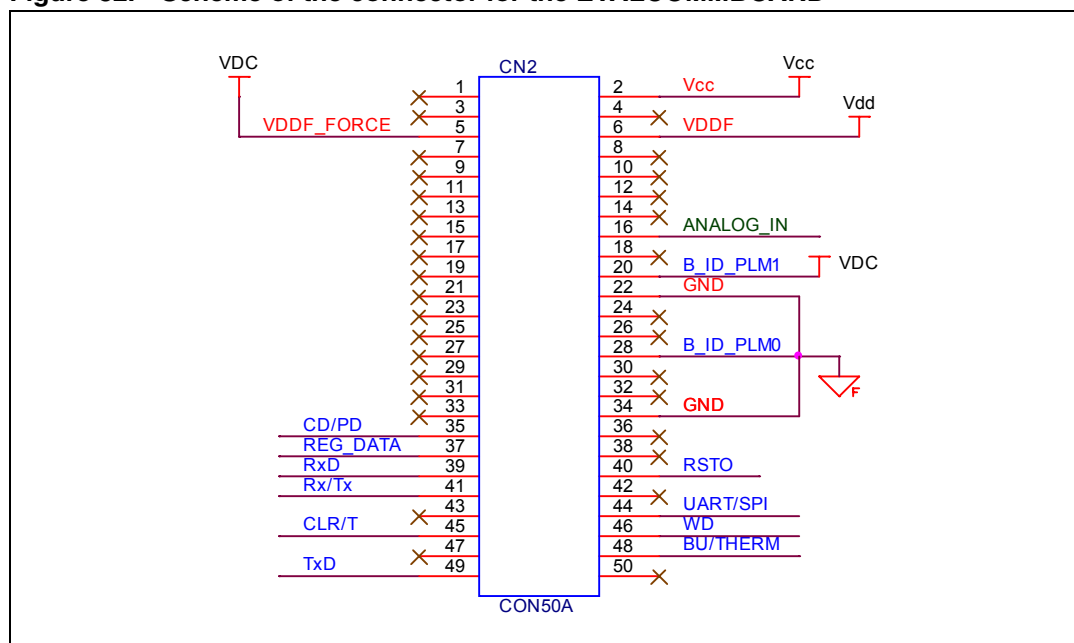 Scheme of the connector for the EVALCOMMBOARD
VDC
CN2
Vcc
1 2 Vcc
3 4
Vdd
VDDF_FORCE 5 6 VDDF
7 8
9 10
11 12
13 14
15 16 ANALOG_IN
17 18
19 20 B_ID_PLM1 VDC
21 22 GND
23 24
25 26
27 28 B_ID_PLM0
29 30
31 32
F
33 34 GND
CD/PD 35 36
REG_DATA 37 38
RxD 39 40 RSTO
Rx/Tx 41 42
43 44 UART/SPI
CLR/T 45 46 WD
47 48 BU/THERM
TxD 49 50
CON50A